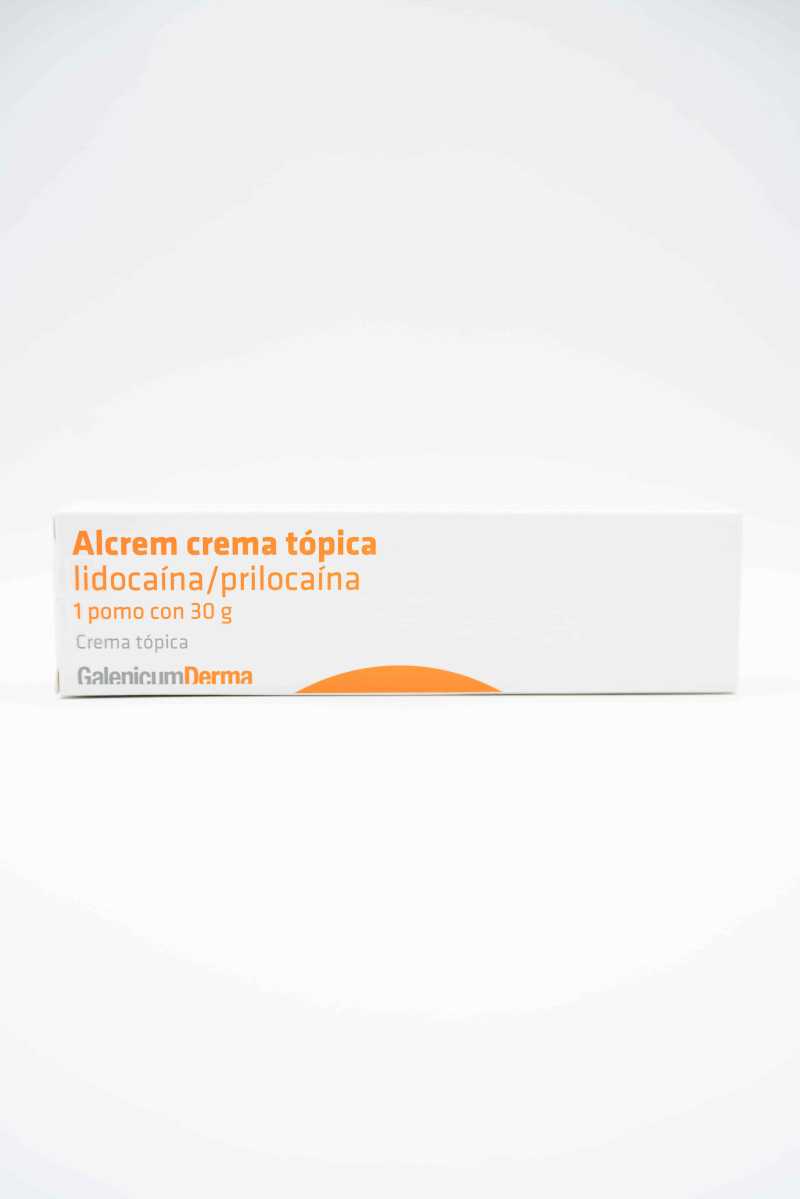 Alcrem crema tópica
lidocaína/prilocaína
1 pomo con 30 g
Crema tópica
GalenicumDerma